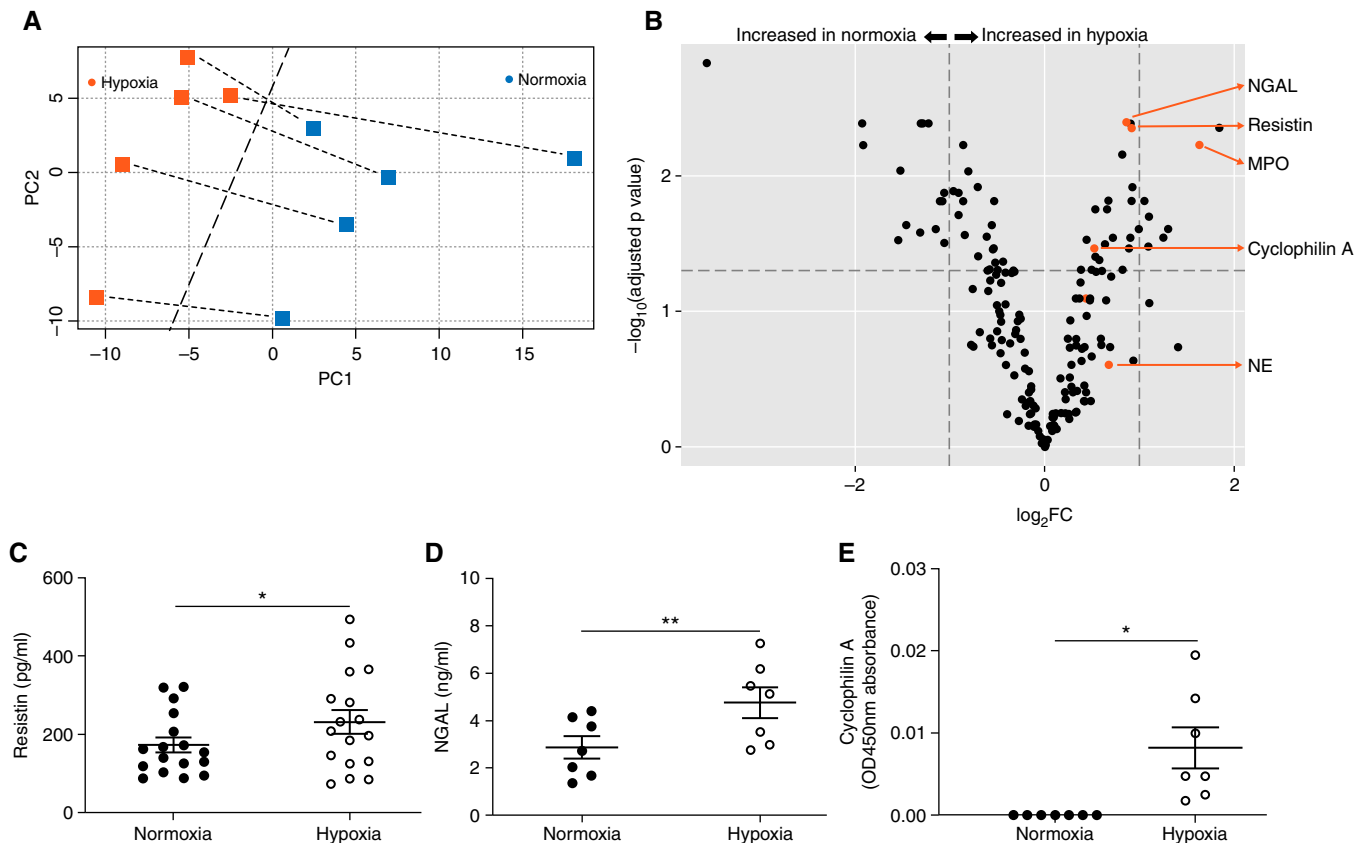 A
Hypoxia
Normoxia
5
0
−5
−10
PC2
−10
−5
0
5
10
15
PC1
B
Increased in normoxia
Increased in hypoxia
NGAL
Resistin
MPO
Cyclophilin A
NE
2
1
0
−log10(adjusted p value)
−2
0
2
log2FC
C
600
400
200
0
Resistin (pg/ml)
*
Normoxia
Hypoxia
D
10
8
6
4
2
0
NGAL (ng/ml)
**
Normoxia
Hypoxia
E
0.03
0.02
0.01
0.00
Cyclophilin A
(OD450nm absorbance)
*
Normoxia
Hypoxia